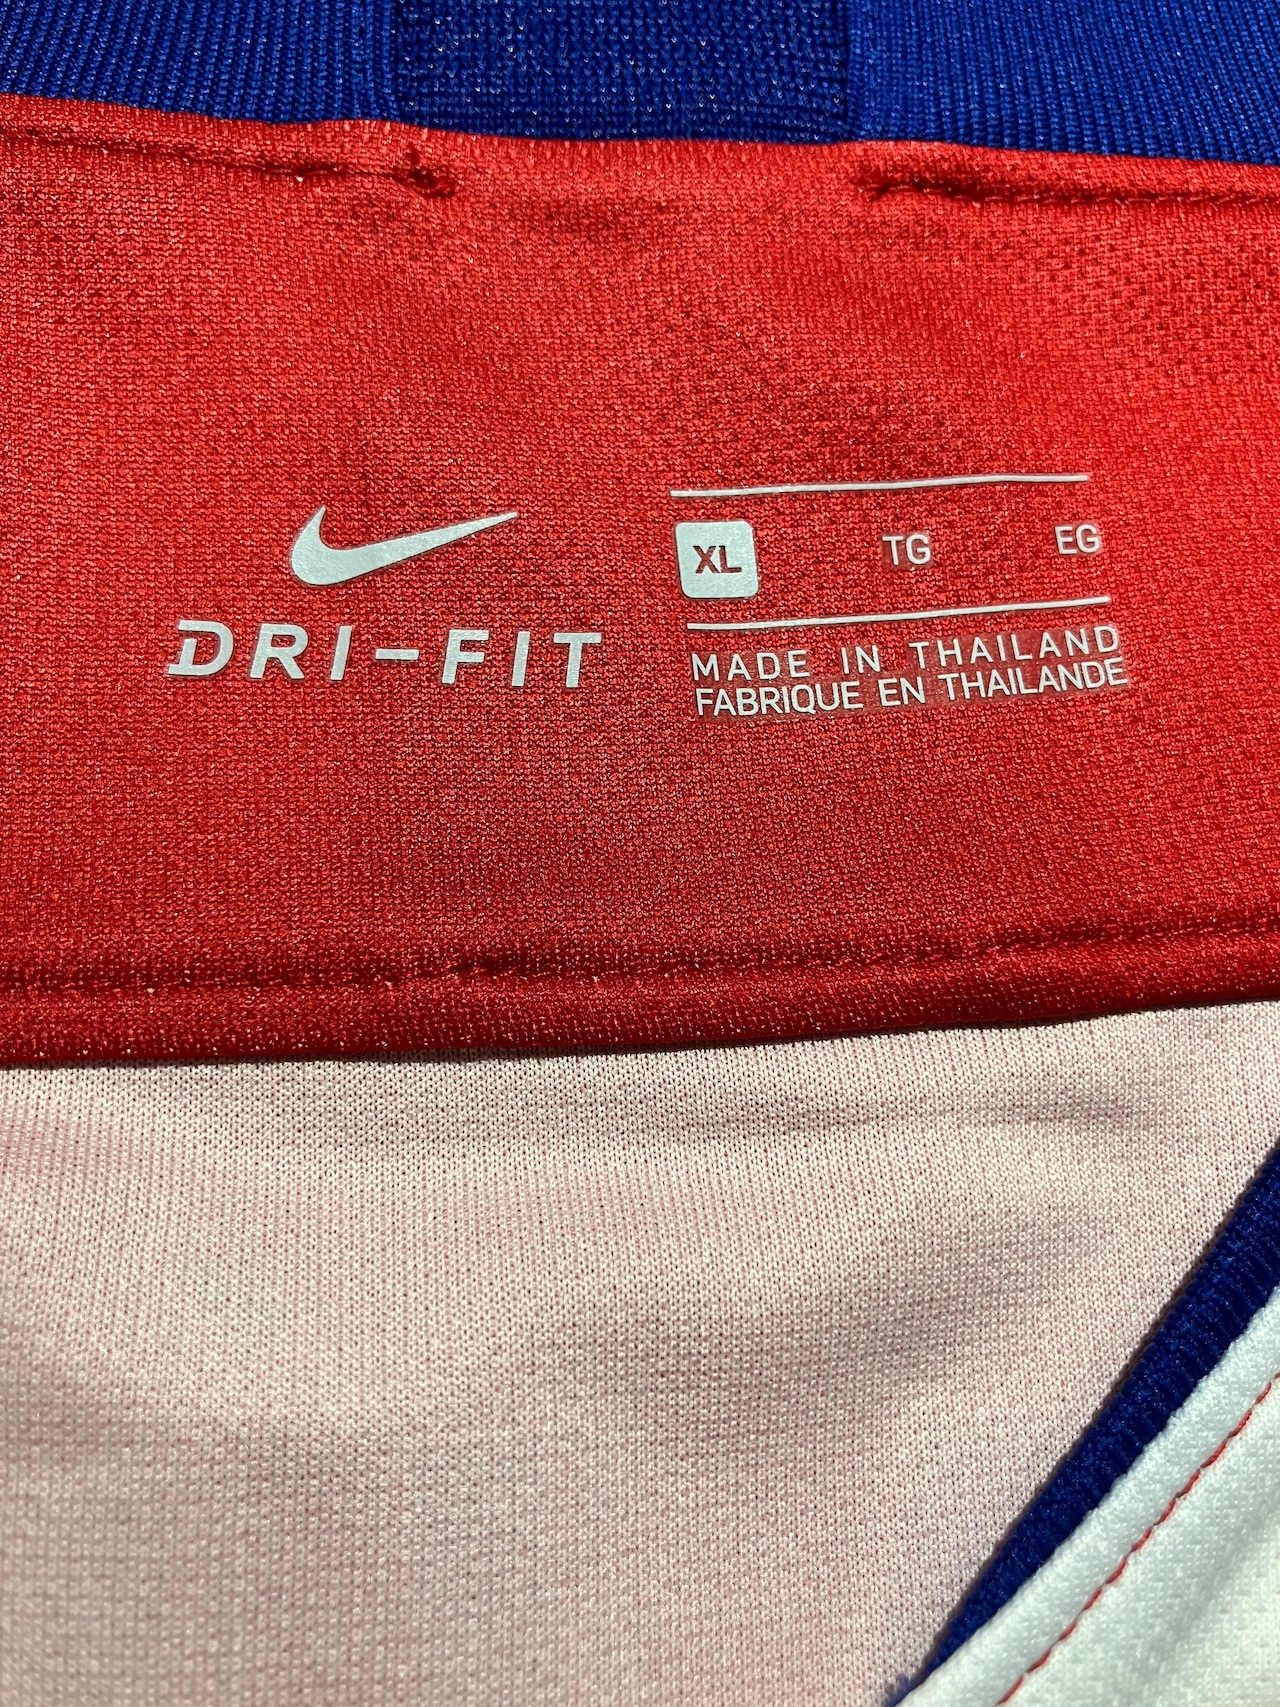 DRI-FIT
XL TG EG
MADE IN THAILAND
FABRIQUE EN THAILANDE